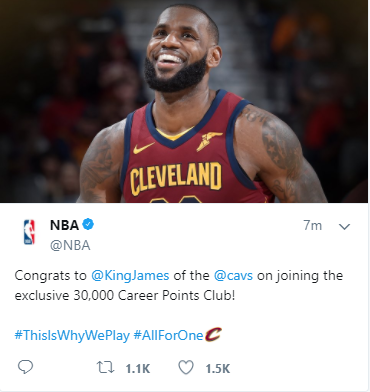 CLEVELAND
NBA
7m
@NBA
Congrats to @KingJames of the @cavs on joining the
exclusive 30,000 Career Points Club!
#ThisIsWhyWePlay #AllForOne
1.1K
1.5K